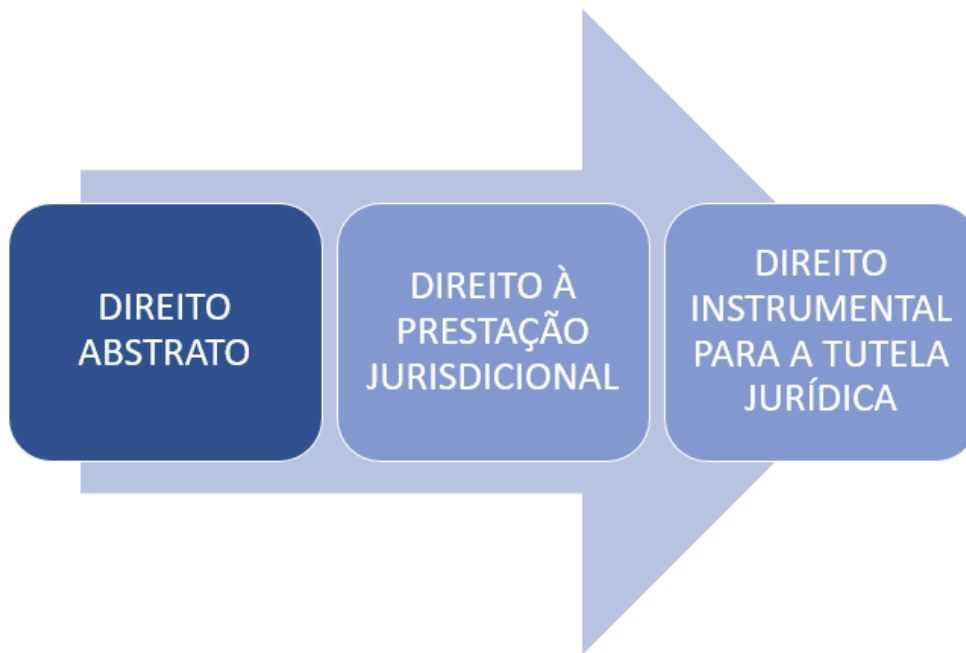 DIREITO
ABSTRATO
DIREITO À
PRESTAÇÃO
JURISDICIONAL
DIREITO
INSTRUMENTAL
PARA A TUTELA
JURÍDICA